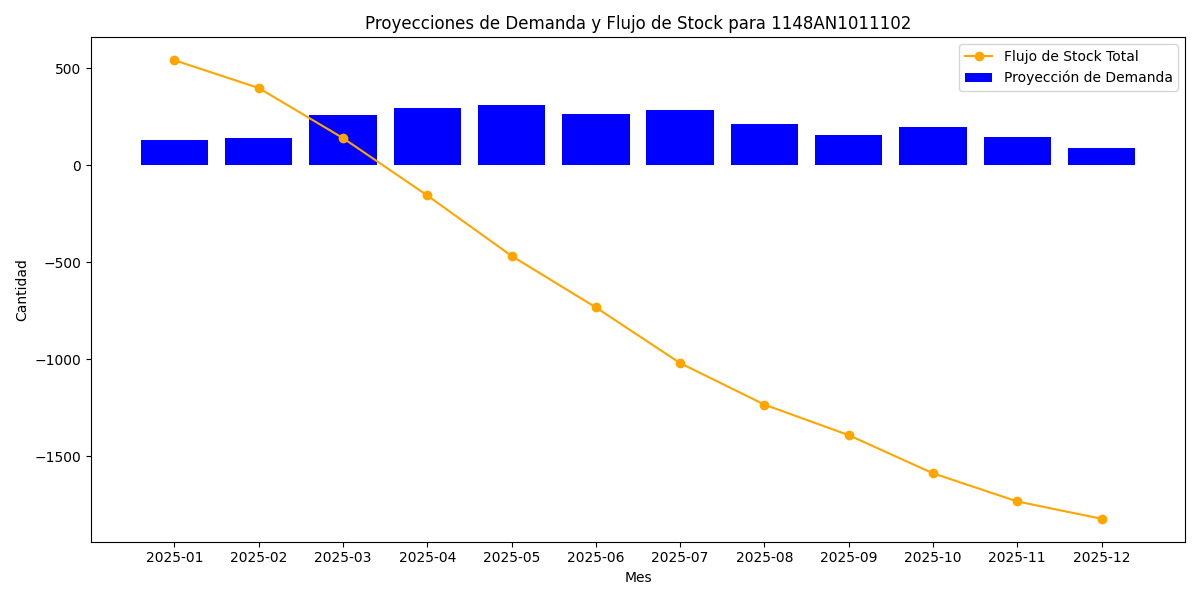 Proyecciones de Demanda y Flujo de Stock para 1148AN1011102
Flujo de Stock Total
Proyección de Demanda
Cantidad
500
0
−500
−1000
−1500
2025-01 2025-02 2025-03 2025-04 2025-05 2025-06 2025-07 2025-08 2025-09 2025-10 2025-11 2025-12
Mes